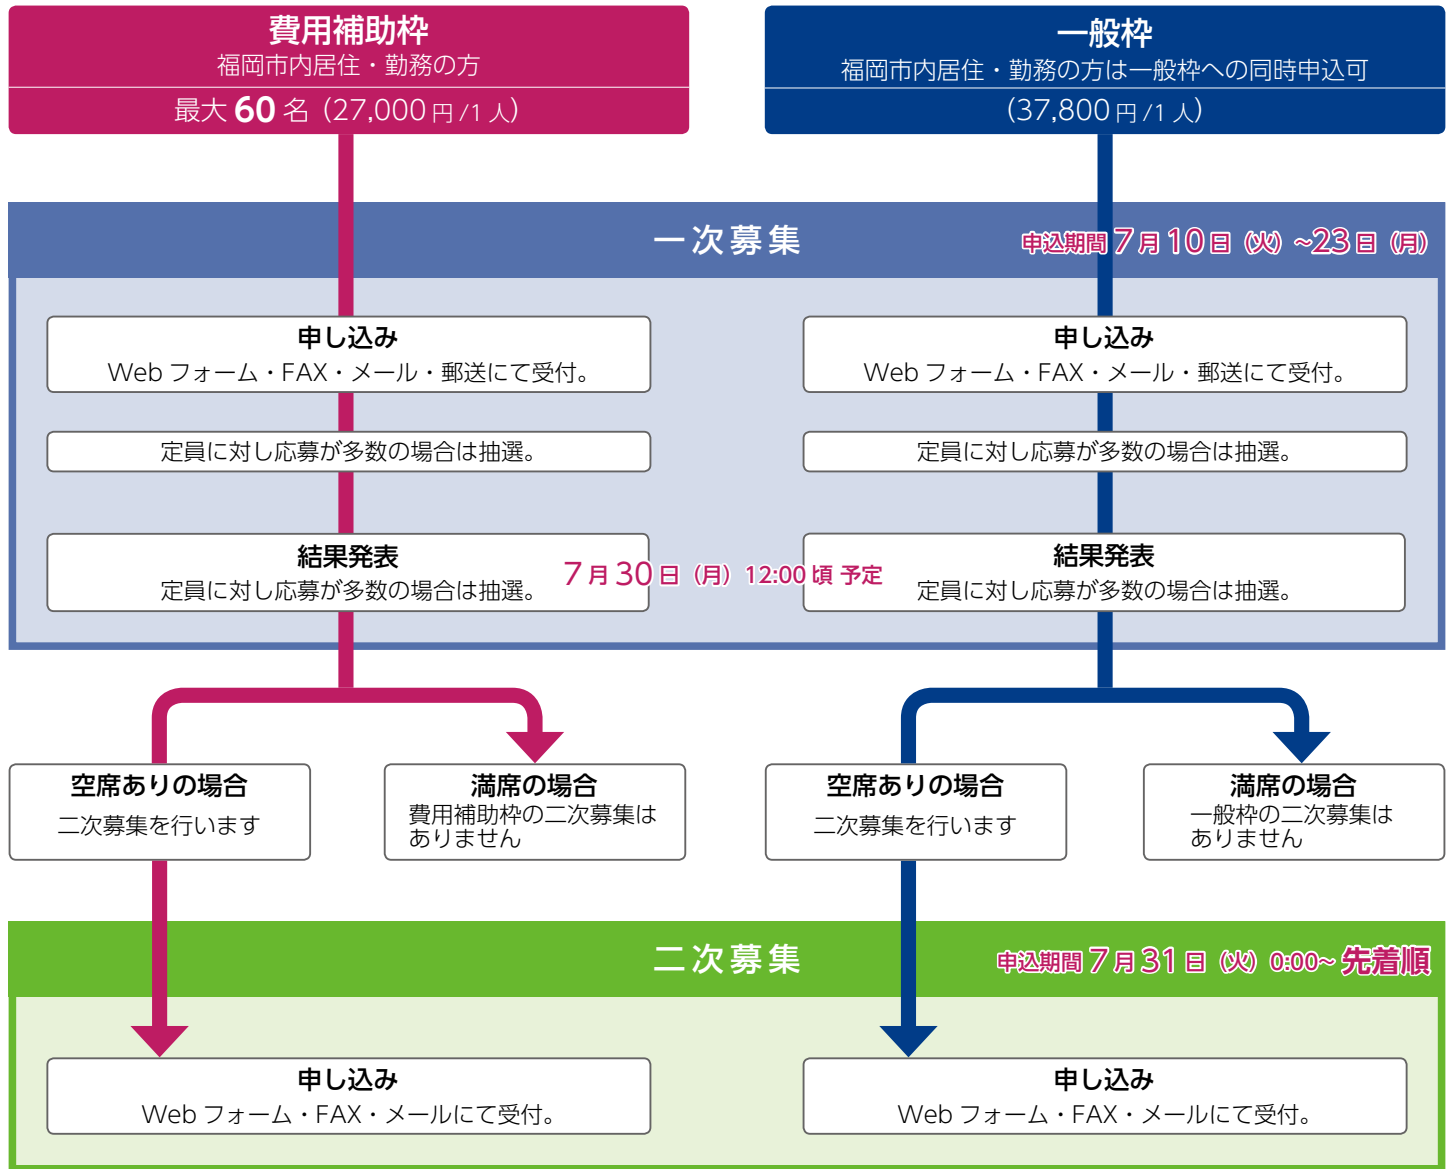 費用補助枠
福岡市内居住・勤務の方
最大 60 名（27,000 円 /1 人）
一般枠
福岡市内居住・勤務の方は一般枠への同時申込可
（37,800 円 /1 人）
一次募集
申込期間 7 月 10 日（火）~23 日（月）
申し込み
Web フォーム・FAX・メール・郵送にて受付。
申し込み
Web フォーム・FAX・メール・郵送にて受付。
定員に対し応募が多数の場合は抽選。
定員に対し応募が多数の場合は抽選。
結果発表
定員に対し応募が多数の場合は抽選。
7 月 30 日（月）12:00 頃 予定
結果発表
定員に対し応募が多数の場合は抽選。
空席ありの場合
二次募集を行います
満席の場合
費用補助枠の二次募集は
ありません
空席ありの場合
二次募集を行います
満席の場合
一般枠の二次募集は
ありません
二次募集
申込期間 7 月 31 日（火）0:00~ 先着順
申し込み
Web フォーム・FAX・メールにて受付。
申し込み
Web フォーム・FAX・メールにて受付。